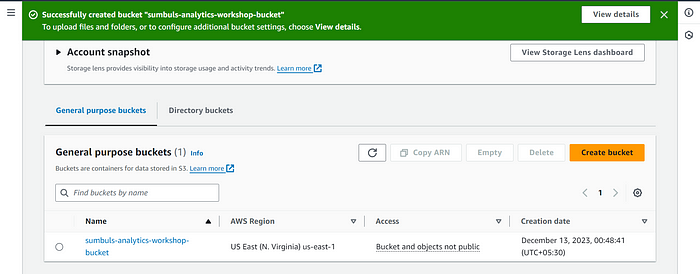 Successfully created bucket "sumbuls-analytics-workshop-bucket"
To upload files and folders, or to configure additional bucket settings, choose View details.
View details
Account snapshot
Storage lens provides visibility into storage usage and activity trends. Learn more
View Storage Lens dashboard
General purpose buckets
Directory buckets
General purpose buckets (1) Info
Buckets are containers for data stored in S3. Learn more
Copy ARN
Empty
Delete
Create bucket
Find buckets by name
1
Name
AWS Region
Access
Creation date
sumbuls-analytics-workshop-
bucket
US East (N. Virginia) us-east-1
Bucket and objects not public
December 13, 2023, 00:48:41
(UTC+05:30)